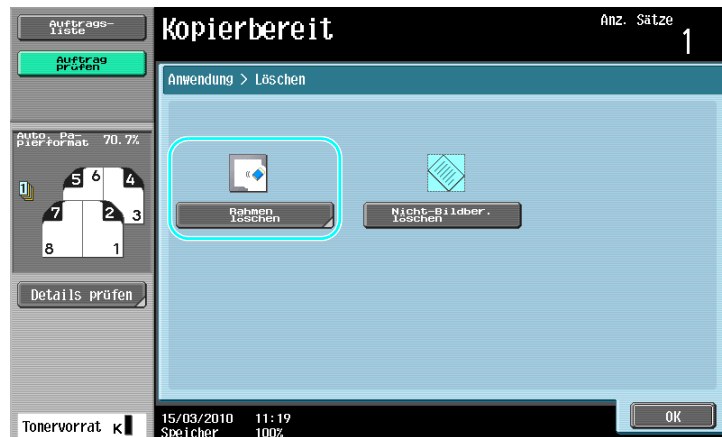 Auftrags-
liste
Kopierbereit
Anz. Sätze
1
Auftrag
prüfen
Anwendung > Löschen
Auto. Pa-
pierformat 70.7%
1
5 6 4
7 2 3
8 1
Rahmen
löschen
Nicht-Bildber.
löschen
Details prüfen
Tonervorrat K
15/03/2010 11:19
Speicher 100%
OK